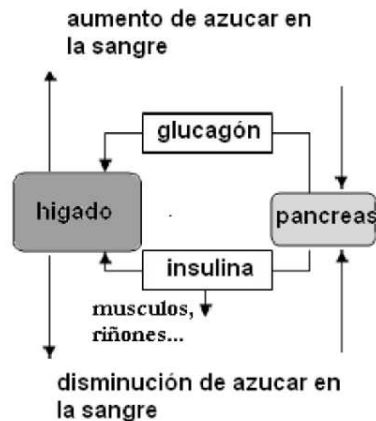 aumento de azucar en
la sangre
glucagón
higado
pancreas
insulina
musculos,
riñones...
disminución de azucar en
la sangre